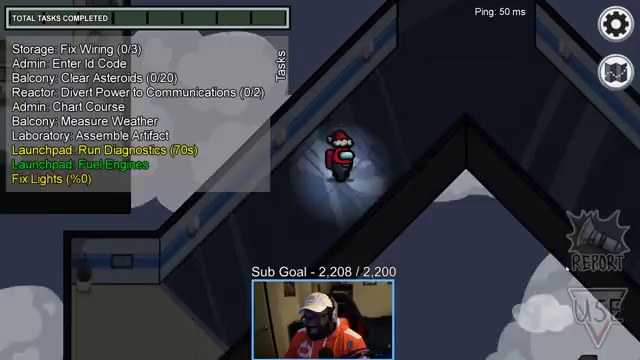 TOTAL TASKS COMPLETED
Ping: 50 ms
Storage: Fix Wiring (0/3)
Admin: Enter Id Code
Balcony: Clear Asteroids (0/20)
Reactor: Divert Power to Communications (0/2)
Admin: Chart Course
Balcony: Measure Weather
Laboratory: Assemble Artifact
Launchpad: Run Diagnostics (70s)
Launchpad: Fuel Engines
Fix Lights (%0)
Tasks
REPORT
USE
Sub Goal - 2,208 / 2,200